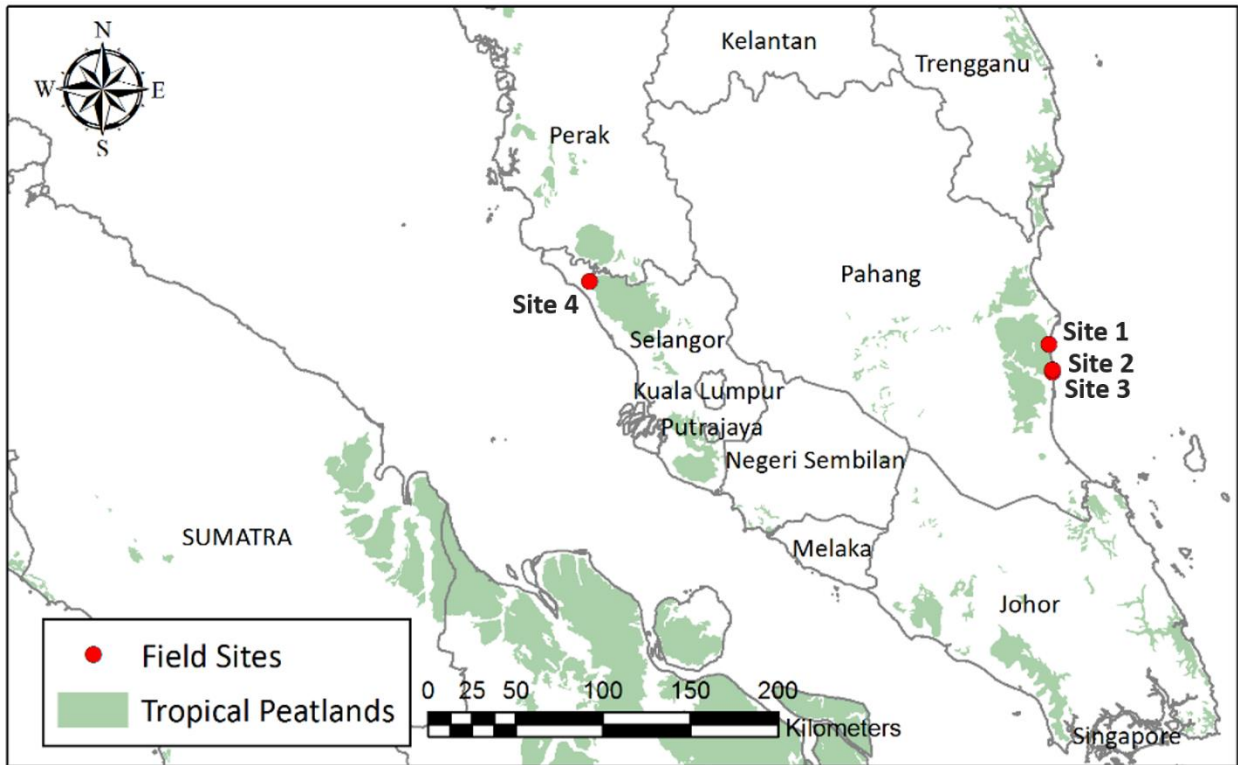 N
W E
S
Kelantan
Trengganu
Perak
Pahang
Site 4
Site 1
Selangor
Site 2
Kuala Lumpur
Site 3
Putrajaya
Negeri Sembilan
SUMATRA
Melaka
Johor
Field Sites
Tropical Peatlands
0 25 50 100 150 200
Kilometers
Singapore